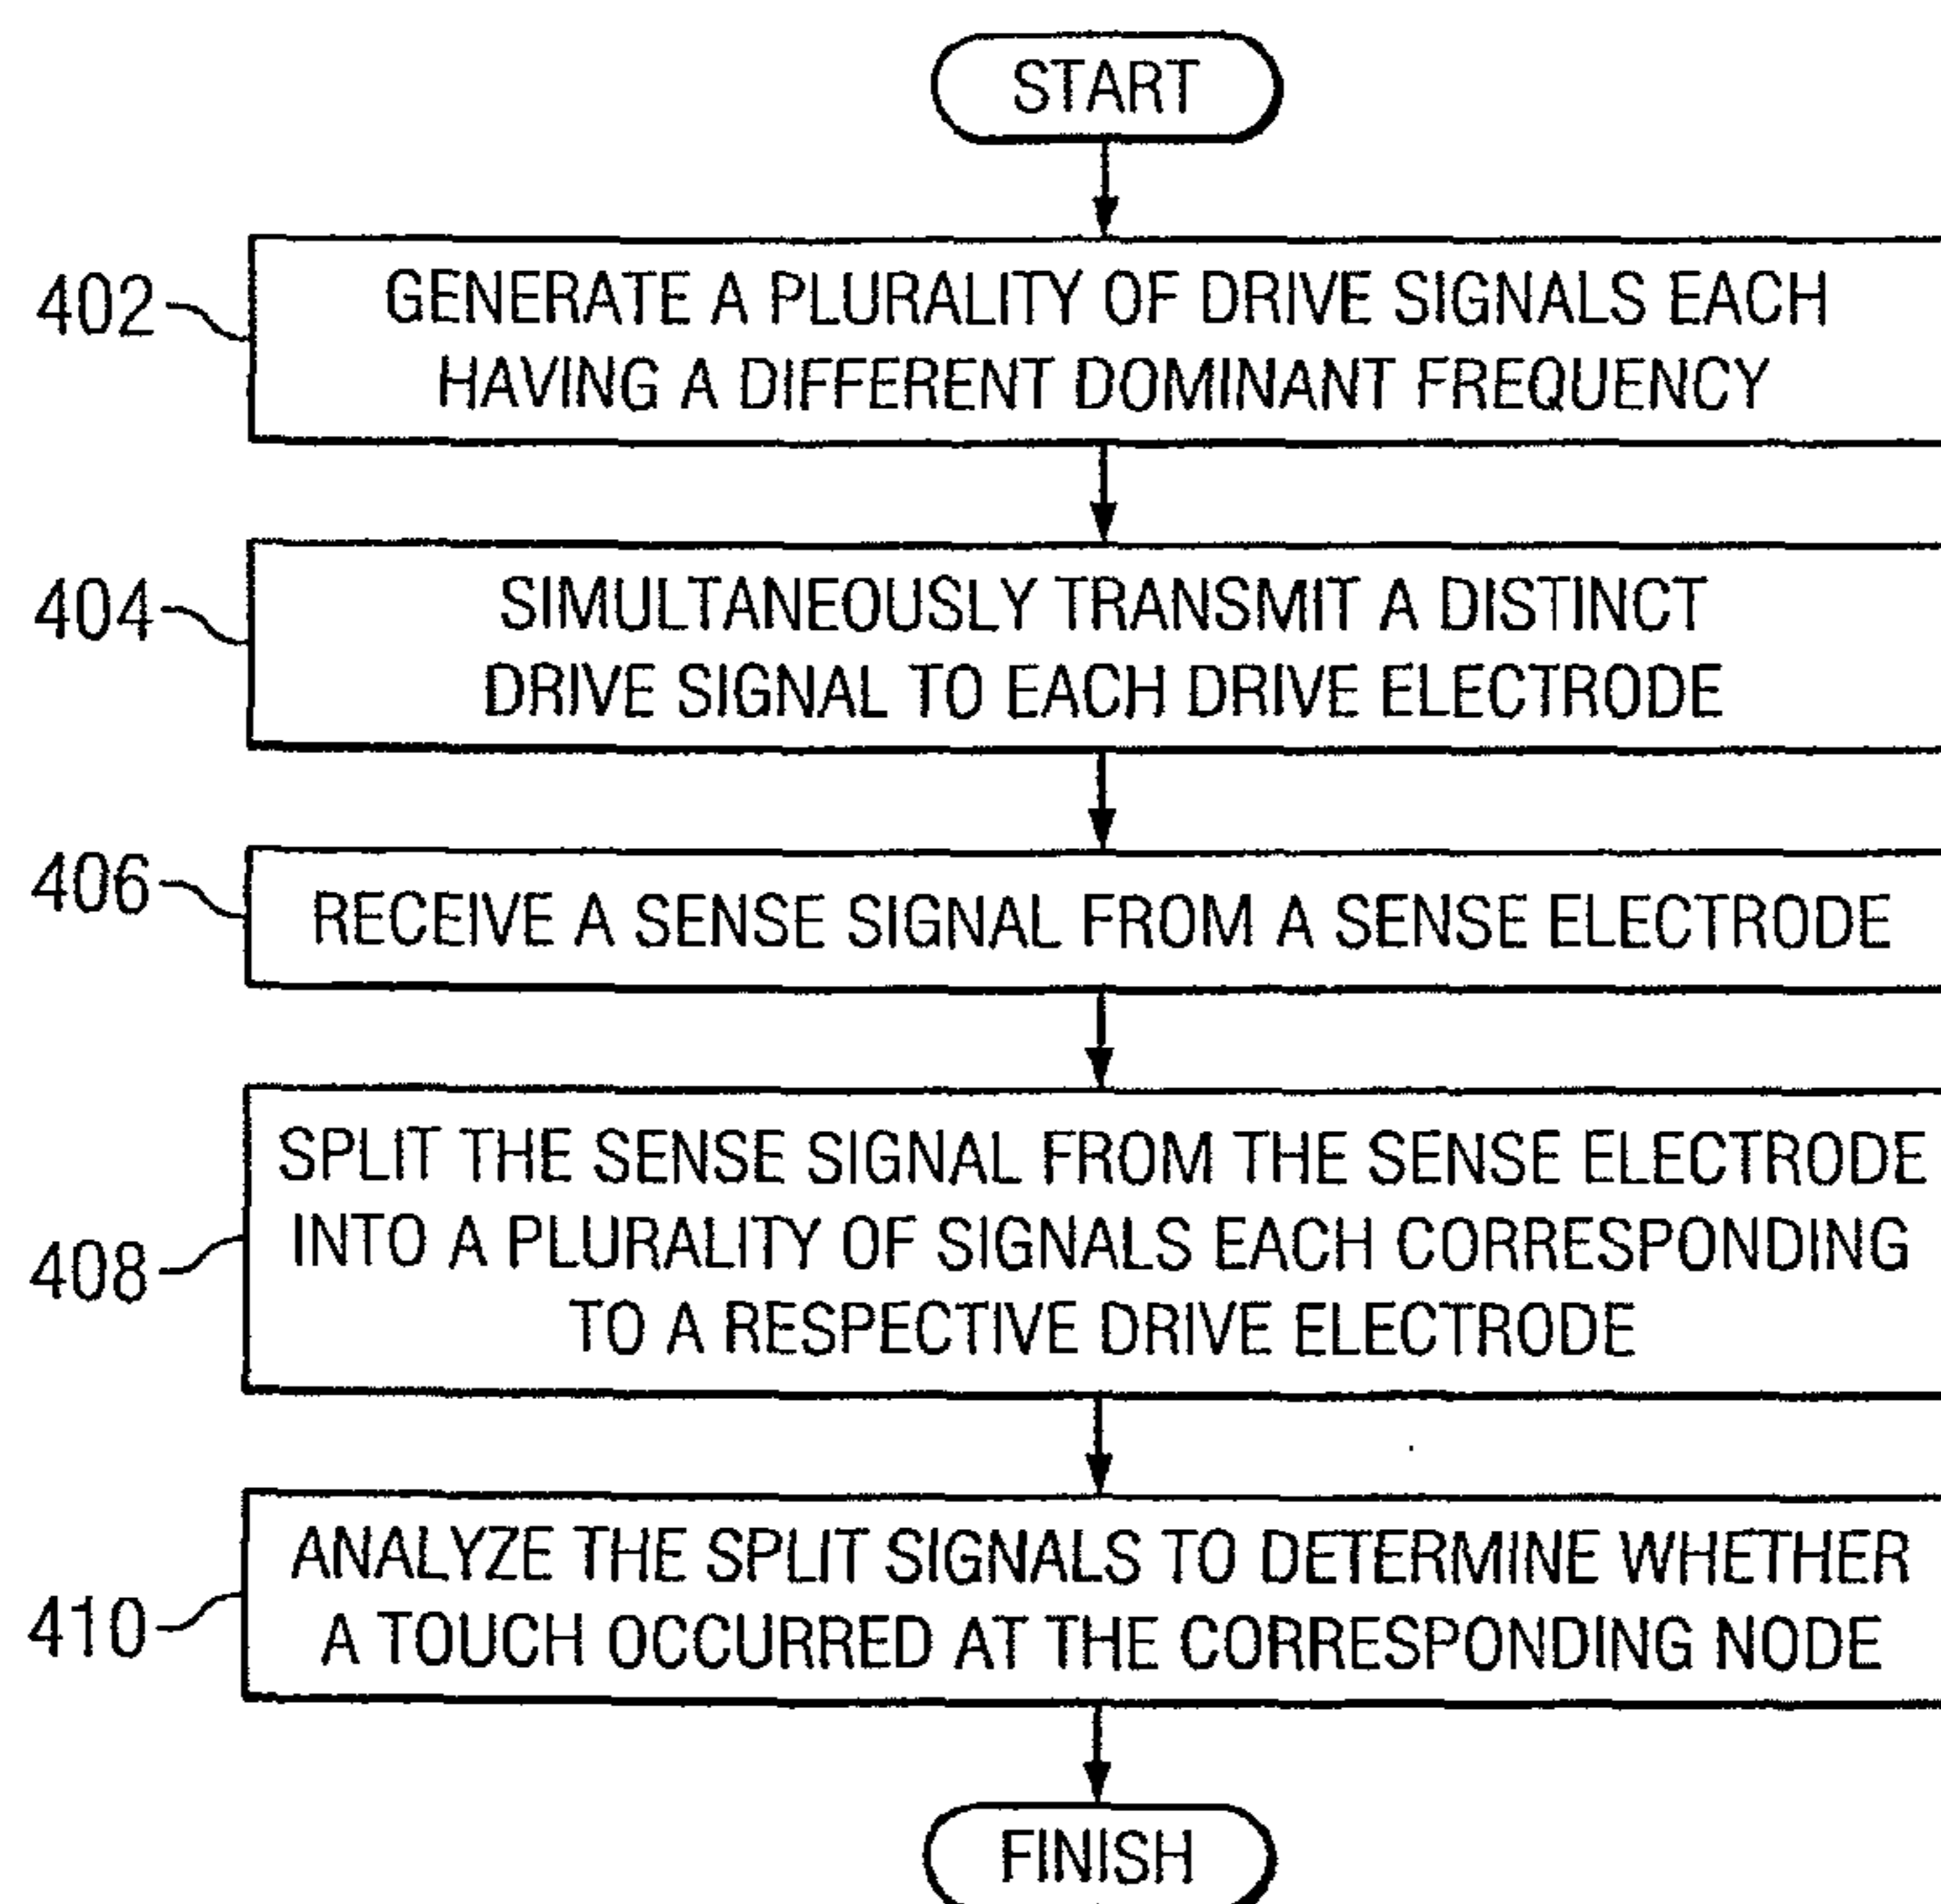 START
402
GENERATE A PLURALITY OF DRIVE SIGNALS EACH
HAVING A DIFFERENT DOMINANT FREQUENCY
404
SIMULTANEOUSLY TRANSMIT A DISTINCT
DRIVE SIGNAL TO EACH DRIVE ELECTRODE
406
RECEIVE A SENSE SIGNAL FROM A SENSE ELECTRODE
408
SPLIT THE SENSE SIGNAL FROM THE SENSE ELECTRODE
INTO A PLURALITY OF SIGNALS EACH CORRESPONDING
TO A RESPECTIVE DRIVE ELECTRODE
410
ANALYZE THE SPLIT SIGNALS TO DETERMINE WHETHER
A TOUCH OCCURRED AT THE CORRESPONDING NODE
FINISH